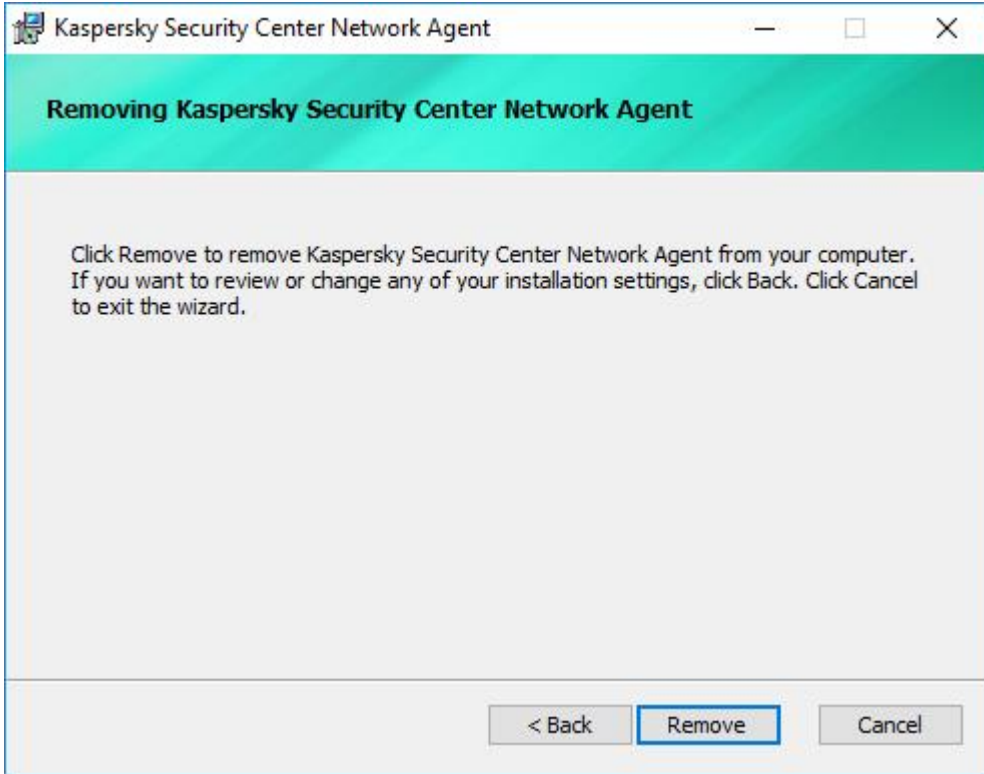 Kaspersky Security Center Network Agent
Removing Kaspersky Security Center Network Agent
Click Remove to remove Kaspersky Security Center Network Agent from your computer.
If you want to review or change any of your installation settings, click Back. Click Cancel
to exit the wizard.
< Back Remove Cancel